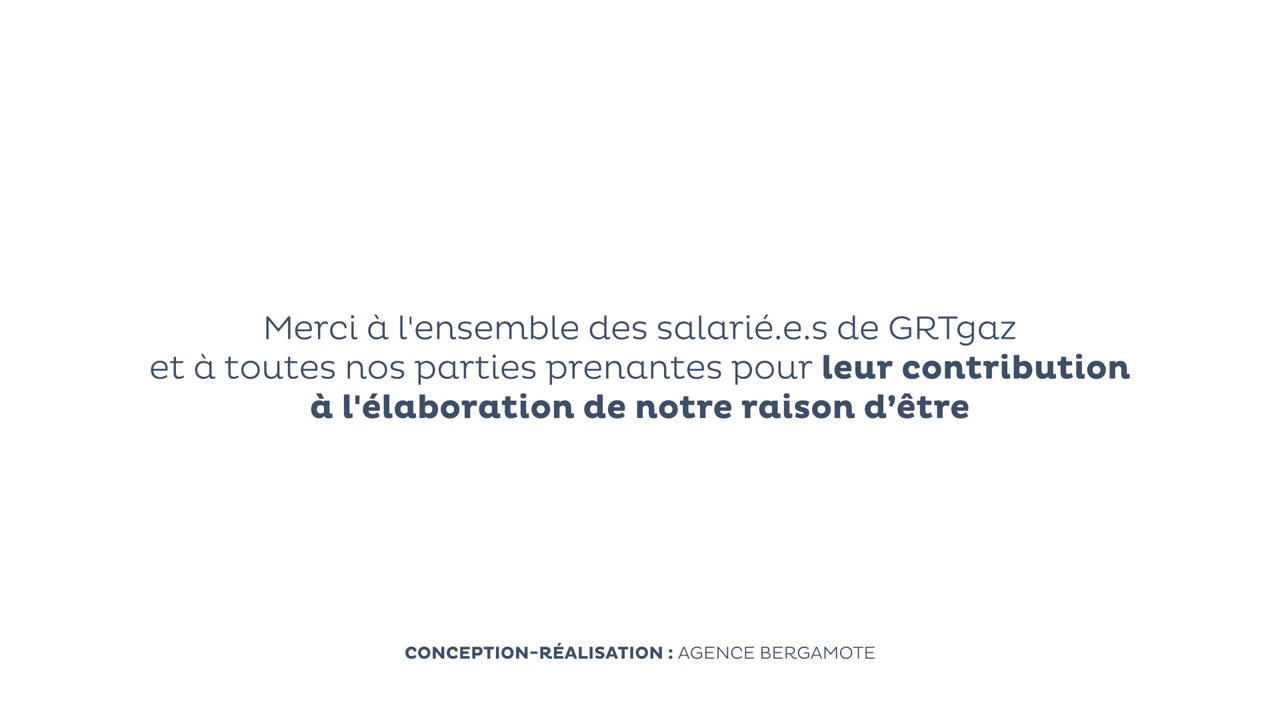 Merci à l'ensemble des salarié.e.s de GRTgaz
et à toutes nos parties prenantes pour leur contribution
à l'élaboration de notre raison d’être
CONCEPTION-RÉALISATION : AGENCE BERGAMOTE